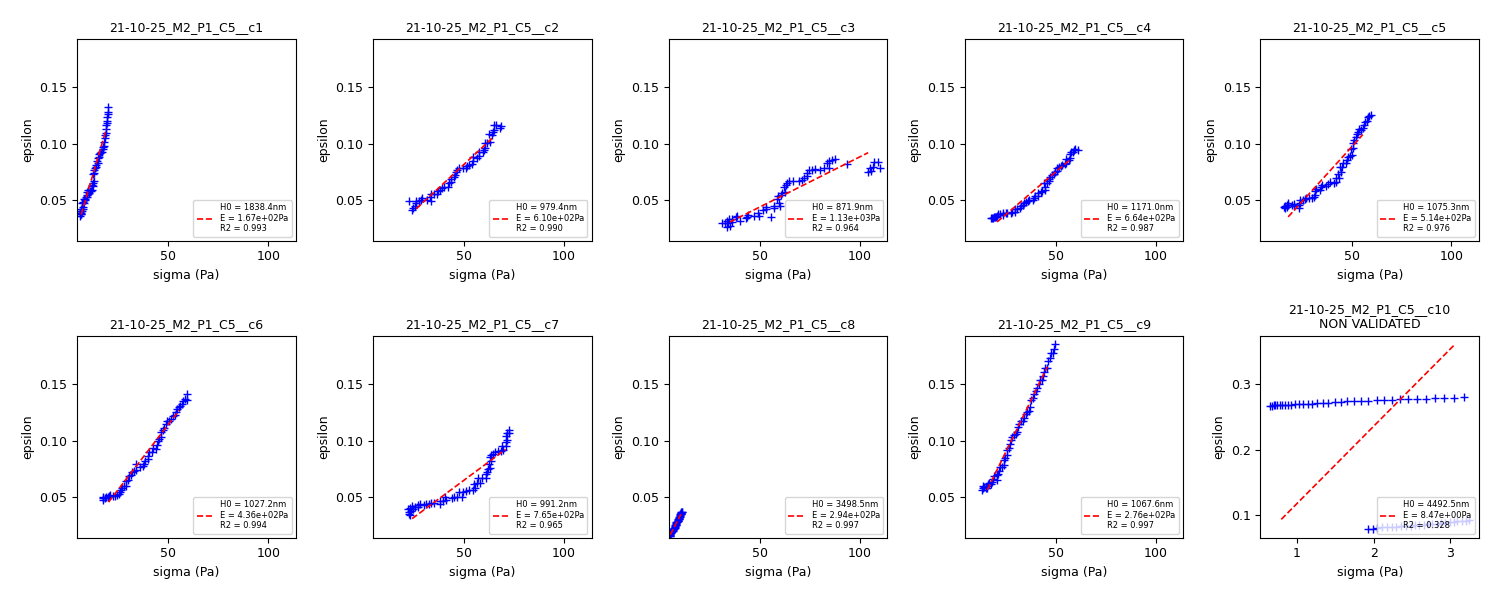 21-10-25_M2_P1_C5__c1
21-10-25_M2_P1_C5__c2
21-10-25_M2_P1_C5__c3
21-10-25_M2_P1_C5__c4
21-10-25_M2_P1_C5__c5
epsilon
0.15
0.10
0.05
H0 = 1838.4nm
E = 1.67e+02Pa
R2 = 0.993
50
100
sigma (Pa)
epsilon
0.15
0.10
0.05
H0 = 979.4nm
E = 6.10e+02Pa
R2 = 0.990
50
100
sigma (Pa)
epsilon
0.15
0.10
0.05
H0 = 871.9nm
E = 1.13e+03Pa
R2 = 0.964
50
100
sigma (Pa)
epsilon
0.15
0.10
0.05
H0 = 1171.0nm
E = 6.64e+02Pa
R2 = 0.987
50
100
sigma (Pa)
epsilon
0.15
0.10
0.05
H0 = 1075.3nm
E = 5.14e+02Pa
R2 = 0.976
50
100
sigma (Pa)
21-10-25_M2_P1_C5__c6
21-10-25_M2_P1_C5__c7
21-10-25_M2_P1_C5__c8
21-10-25_M2_P1_C5__c9
21-10-25_M2_P1_C5__c10
NON VALIDATED
epsilon
0.15
0.10
0.05
H0 = 1027.2nm
E = 4.36e+02Pa
R2 = 0.994
50
100
sigma (Pa)
epsilon
0.15
0.10
0.05
H0 = 991.2nm
E = 7.65e+02Pa
R2 = 0.965
50
100
sigma (Pa)
epsilon
0.15
0.10
0.05
H0 = 3498.5nm
E = 2.94e+02Pa
R2 = 0.997
50
100
sigma (Pa)
epsilon
0.15
0.10
0.05
H0 = 1067.6nm
E = 2.76e+02Pa
R2 = 0.997
50
100
sigma (Pa)
epsilon
0.3
0.2
0.1
H0 = 4492.5nm
E = 8.47e+00Pa
R2 = 0.328
1
2
3
sigma (Pa)